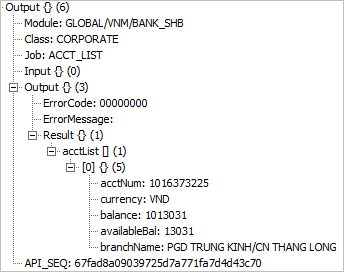 Output {} (6)
Module: GLOBAL/VNM/BANK_SHB
Class: CORPORATE
Job: ACCT_LIST
Input {} (0)
Output {} (3)
ErrorCode: 00000000
ErrorMessage:
Result {} (1)
acctList [] (1)
[0] {} (5)
acctNum: 1016373225
currency: VND
balance: 1013031
availableBal: 13031
branchName: PGD TRUNG KINH/CN THANG LONG
API_SEQ: 67fad8a09039725d7a771fa7d4d43c70